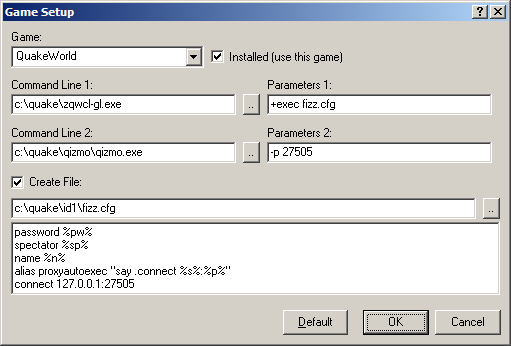 Game Setup
Game:
QuakeWorld
Installed (use this game)
Command Line 1:
Parameters 1:
c:\quake\zqwcl-gl.exe
..
+exec fizz.cfg
Command Line 2:
Parameters 2:
c:\quake\qizmo\qizmo.exe
..
-p 27505
Create File:
c:\quake\id1\fizz.cfg
..
password %pw%
spectator %sp%
name %n%
alias proxyautoexec "say .connect %s%:%p%"
connect 127.0.0.1:27505
Default
OK
Cancel